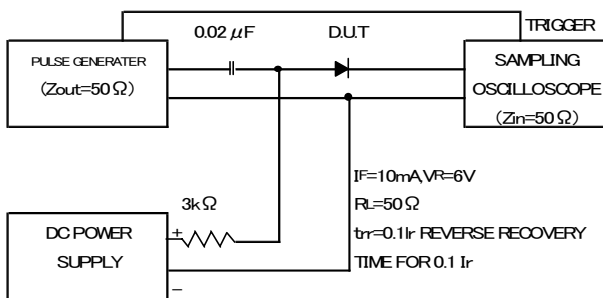 TRIGGER
0.02 μF
D.U.T
PULSE GENERATER
(Zout=50Ω)
SAMPLING
OSCILLOSCOPE
(Zin=50Ω)
IF=10mA,VR=6V
RL=50Ω
trr=0.1Ir REVERSE RECOVERY
TIME FOR 0.1 Ir
3kΩ
DC POWER
SUPPLY
+
−